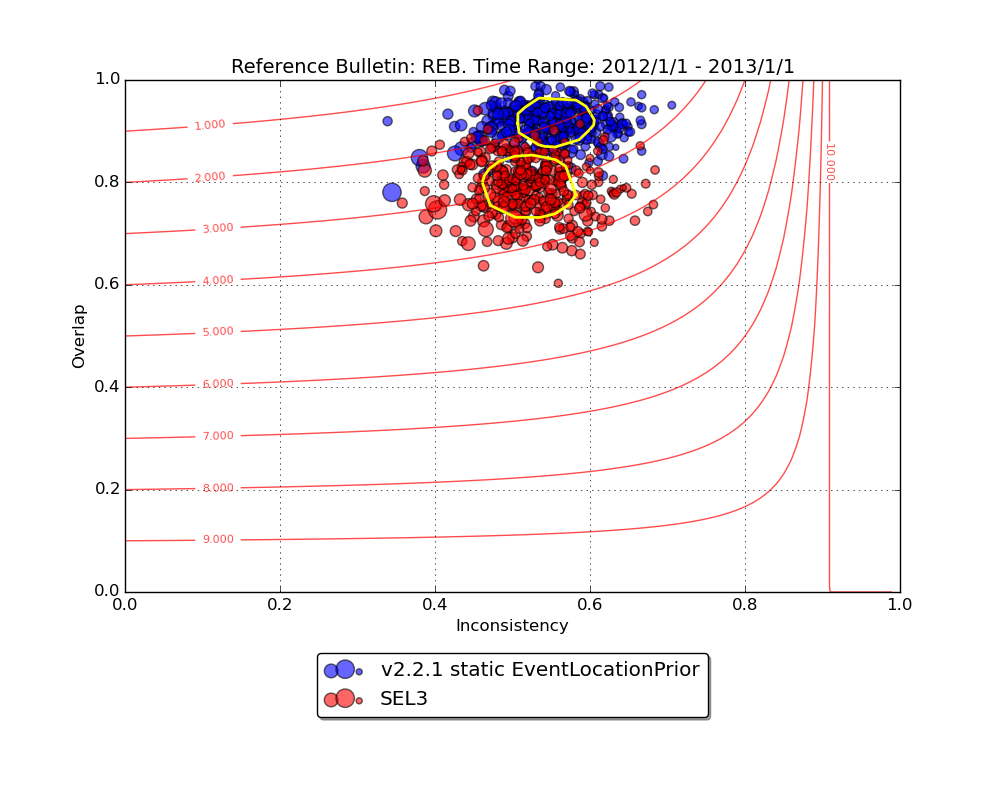 Reference Bulletin: REB. Time Range: 2012/1/1 - 2013/1/1
1.0
0.8
0.6
0.4
0.2
0.0
Overlap
1.000
2.000
3.000
4.000
5.000
6.000
7.000
8.000
9.000
10.000
0.0 0.2 0.4 0.6 0.8 1.0
Inconsistency
v2.2.1 static EventLocationPrior
SEL3